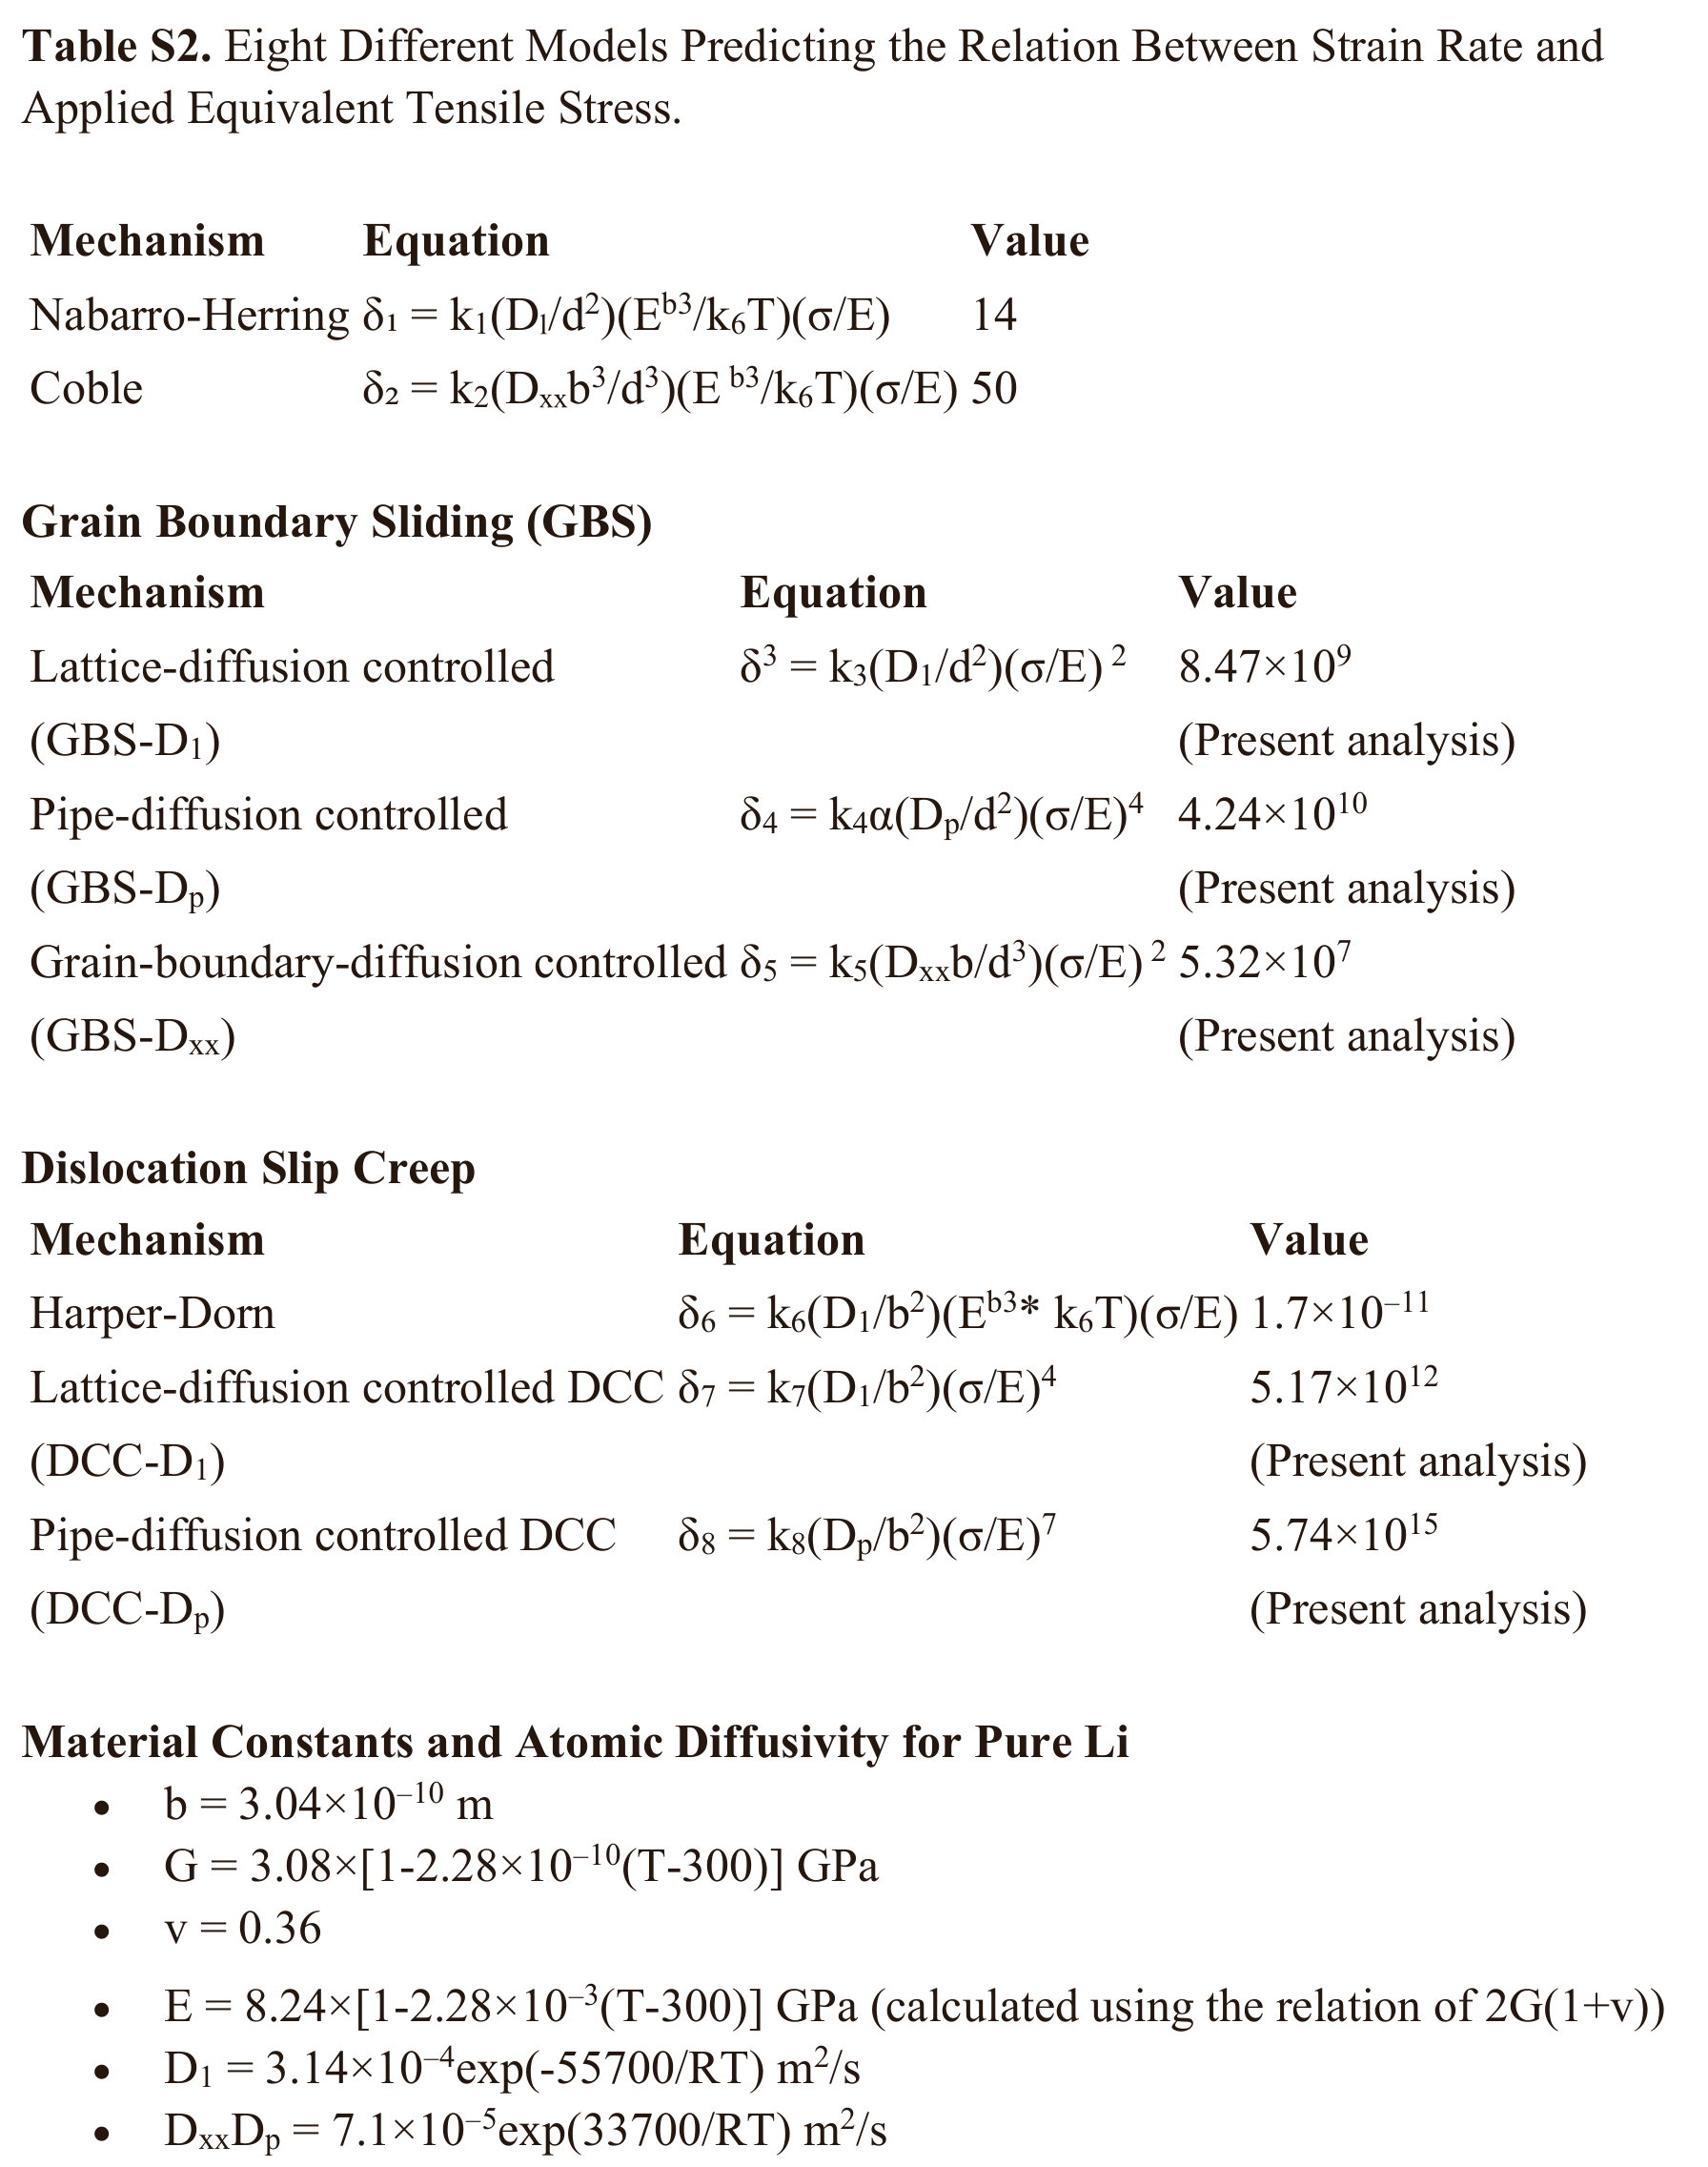 Table S2. Eight Different Models Predicting the Relation Between Strain Rate and
Applied Equivalent Tensile Stress.
Mechanism Equation Value
Nabarro-Herring δ₁ = k₁(Dₗ/d²)(Eᵇ³/k₆T)(σ/E) 14
Coble δ₂ = k₂(Dₓₓb³/d³)(E ᵇ³/k₆T)(σ/E) 50
Grain Boundary Sliding (GBS)
Mechanism Equation Value
Lattice-diffusion controlled δ³ = k₃(D₁/d²)(σ/E) ² 8.47×10⁹
(GBS-D₁) (Present analysis)
Pipe-diffusion controlled δ₄ = k₄α(Dₚ/d²)(σ/E)⁴ 4.24×10¹⁰
(GBS-Dₚ) (Present analysis)
Grain-boundary-diffusion controlled δ₅ = k₅(Dₓₓb/d³)(σ/E) ² 5.32×10⁷
(GBS-Dₓₓ) (Present analysis)
Dislocation Slip Creep
Mechanism Equation Value
Harper-Dorn δ₆ = k₆(D₁/b²)(Eᵇ³* k₆T)(σ/E) 1.7×10⁻¹¹
Lattice-diffusion controlled DCC δ₇ = k₇(D₁/b²)(σ/E)⁴ 5.17×10¹²
(DCC-D₁) (Present analysis)
Pipe-diffusion controlled DCC δ₈ = k₈(Dₚ/b²)(σ/E)⁷ 5.74×10¹⁵
(DCC-Dₚ) (Present analysis)
Material Constants and Atomic Diffusivity for Pure Li
• b = 3.04×10⁻¹⁰ m
• G = 3.08×[1-2.28×10⁻¹⁰(T-300)] GPa
• v = 0.36
• E = 8.24×[1-2.28×10⁻³(T-300)] GPa (calculated using the relation of 2G(1+v))
• D₁ = 3.14×10⁻⁴exp(-55700/RT) m²/s
• DₓₓDₚ = 7.1×10⁻⁵exp(33700/RT) m²/s